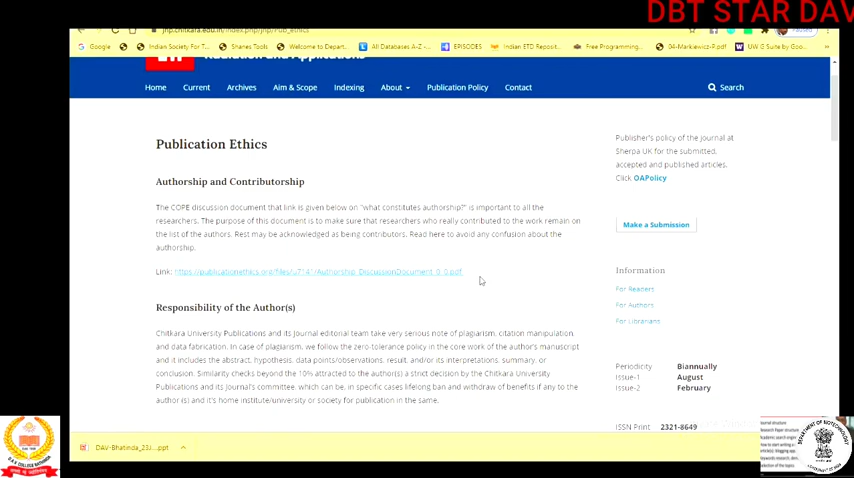 DBT STAR DAV
jnp.chitkara.edu.in/index.php/jnp/Pub_ethics
Paused
Google
Indian Society For T...
Shanes Tools
Welcome to Depart...
All Databases A-Z -...
EPISODES
Indian ETD Reposit...
Free Programming...
04-Markiewicz-P.pdf
UW G Suite by Goo...
»
Home
Current
Archives
Aim & Scope
Indexing
About
Publication Policy
Contact
Search
Publication Ethics
Authorship and Contributorship
The COPE discussion document that link is given below on "what constitutes authorship?" is important to all the
researchers. The purpose of this document is to make sure that researchers who really contributed to the work remain on
the list of the authors. Rest may be acknowledged as being contributors. Read here to avoid any confusion about the
authorship.
Link: https://publicationethics.org/files/u7141/Authorship_DiscussionDocument_0_0.pdf
Responsibility of the Author(s)
Chitkara University Publications and its Journal editorial team take very serious note of plagiarism, citation manipulation,
and data fabrication. In case of plagiarism, we follow the zero-tolerance policy in the core work of the author's manuscript
and it includes the abstract, hypothesis, data points/observations, result, and/or its interpretations, summary, or
conclusion. Similarity checks beyond the 10% attracted to the author(s) a strict decision by the Chitkara University
Publications and its Journal's committee, which can be, in specific cases lifelong ban and withdraw of benefits if any to the
author (s) and it's home institute/university or society for publication in the same.
Publisher's policy of the journal at
Sherpa UK for the submitted,
accepted and published articles.
Click OAPolicy
Make a Submission
Information
For Readers
For Authors
For Librarians
Periodicity Biannually
Issue-1 August
Issue-2 February
ISSN Print 2321-8649
DAV-Bhatinda_23J....ppt